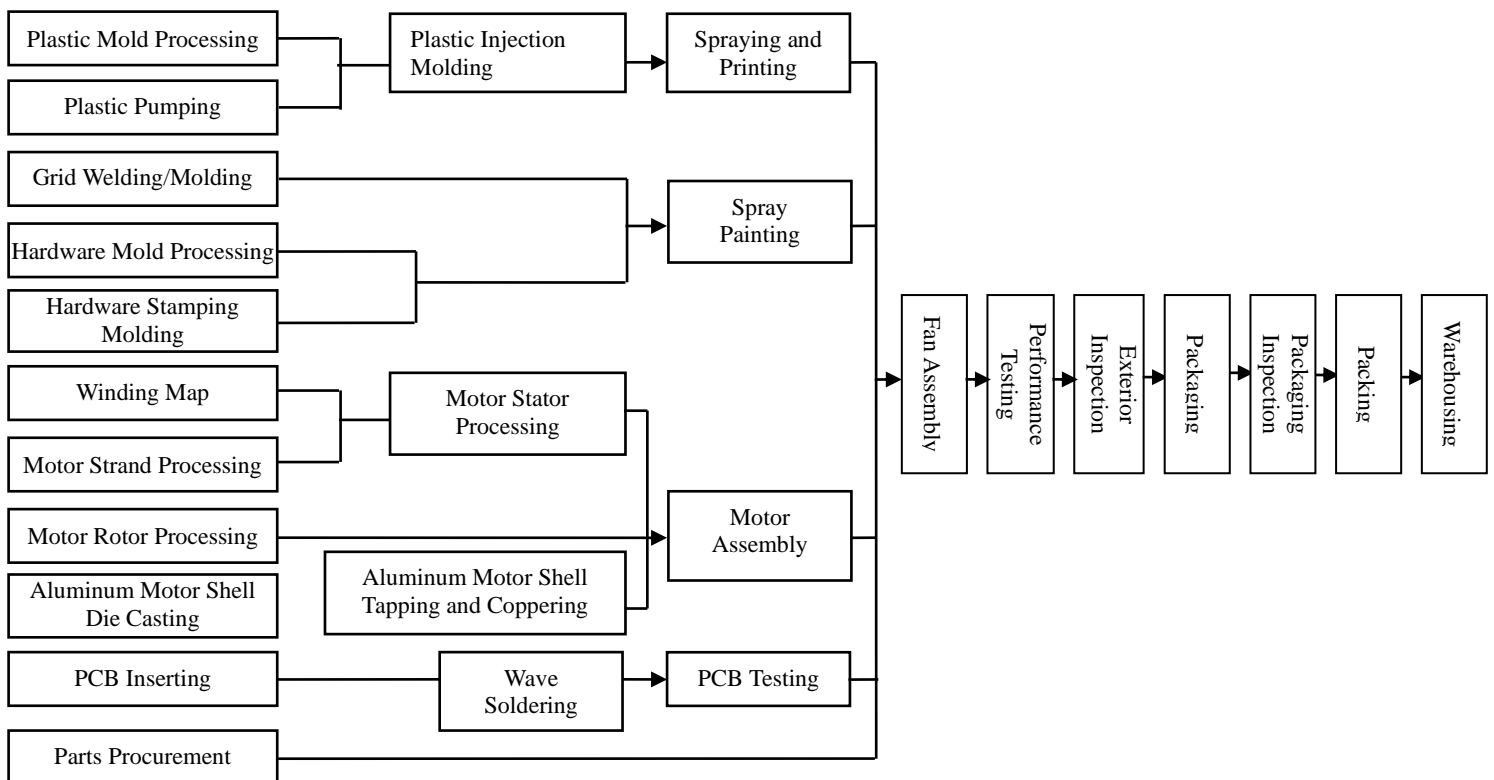 Plastic Mold Processing
Plastic Injection
Molding
Spraying and
Printing
Plastic Pumping
Grid Welding/Molding
Spray
Painting
Hardware Mold Processing
Hardware Stamping
Molding
Winding Map
Motor Stator
Processing
Motor Strand Processing
Motor Rotor Processing
Motor
Assembly
Aluminum Motor Shell
Die Casting
Aluminum Motor Shell
Tapping and Coppering
PCB Inserting
Wave
Soldering
PCB Testing
Parts Procurement
Fan Assembly
Performance
Testing
Exterior
Inspection
Packaging
Packaging
Inspection
Packing
Warehousing